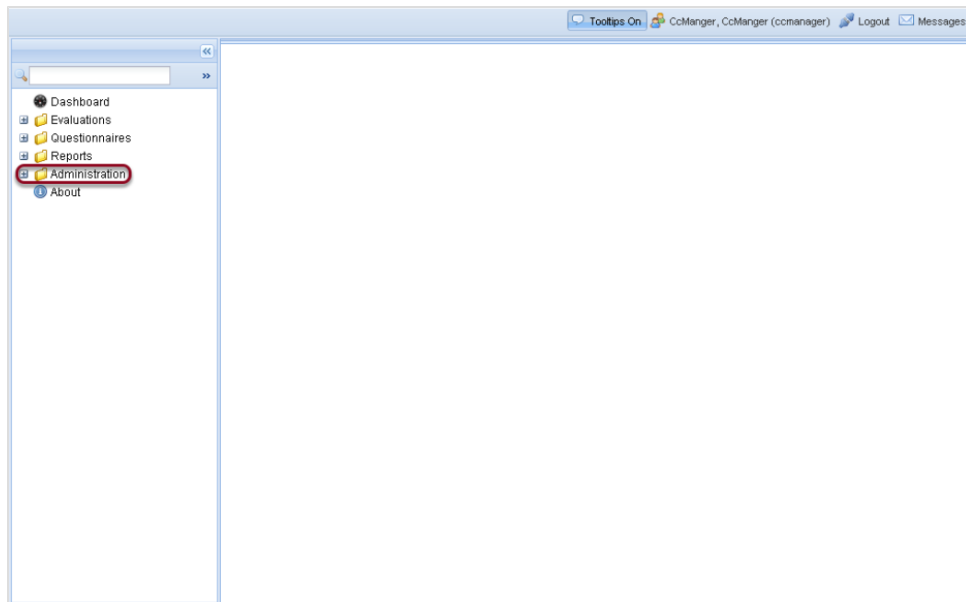 Tooltips On CcManger, CcManger (ccmanager) Logout Messages
Dashboard
Evaluations
Questionnaires
Reports
Administration
About